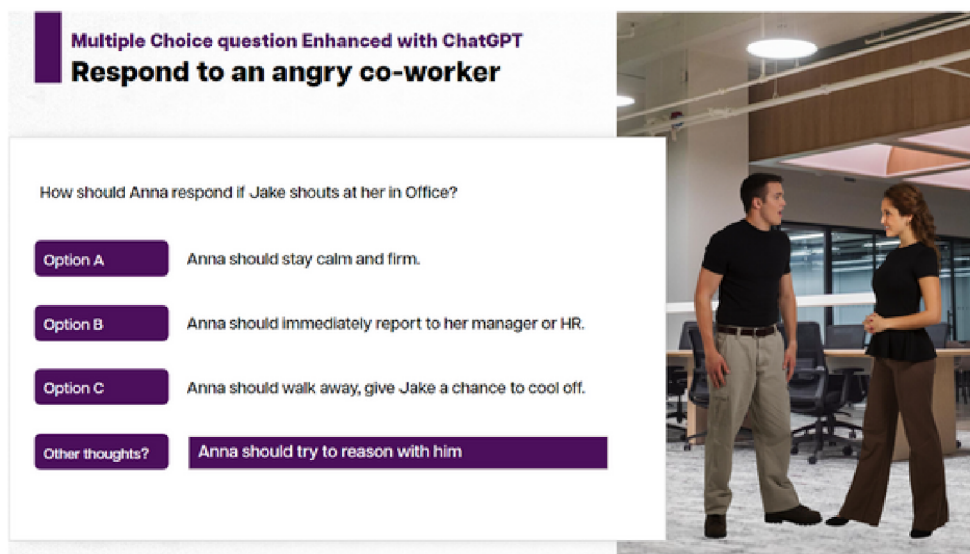 Multiple Choice question Enhanced with ChatGPT
Respond to an angry co-worker
How should Anna respond if Jake shouts at her in Office?
Option A
Anna should stay calm and firm.
Option B
Anna should immediately report to her manager or HR.
Option C
Anna should walk away, give Jake a chance to cool off.
Other thoughts?
Anna should try to reason with him